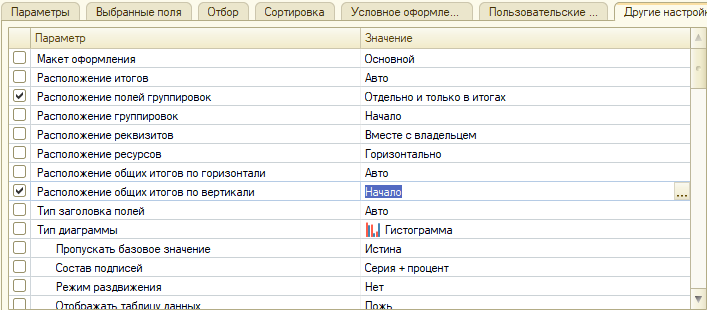 Параметры Выбранные поля Отбор Сортировка Условное оформле... Пользовательские ... Другие настройк
Параметр Значение
Макет оформления Основной
Расположение итогов Авто
Расположение полей группировок Отдельно и только в итогах
Расположение группировок Начало
Расположение реквизитов Вместе с владельцем
Расположение ресурсов Горизонтально
Расположение общих итогов по горизонтали Авто
Расположение общих итогов по вертикали Начало ...
Тип заголовка полей Авто
Тип диаграммы Гистограмма
Пропускать базовое значение Истина
Состав подписей Серия + процент
Режим раздвижения Нет
Отображать таблицу данных Ложь